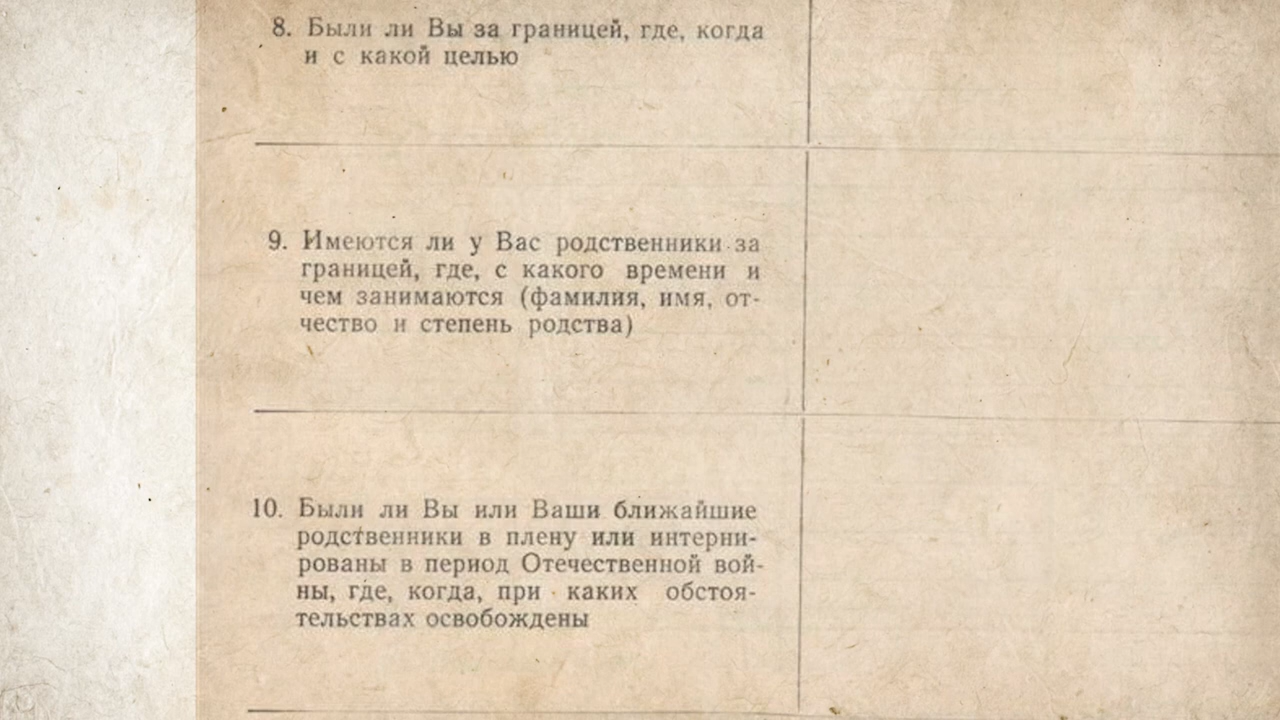 8. Были ли Вы за границей, где, когда
и с какой целью
9. Имеются ли у Вас родственники за
границей, где, с какого времени и
чем занимаются (фамилия, имя, от-
чество и степень родства)
10. Были ли Вы или Ваши ближайшие
родственники в плену или интерни-
рованы в период Отечественной вой-
ны, где, когда, при каких обстоя-
тельствах освобождены